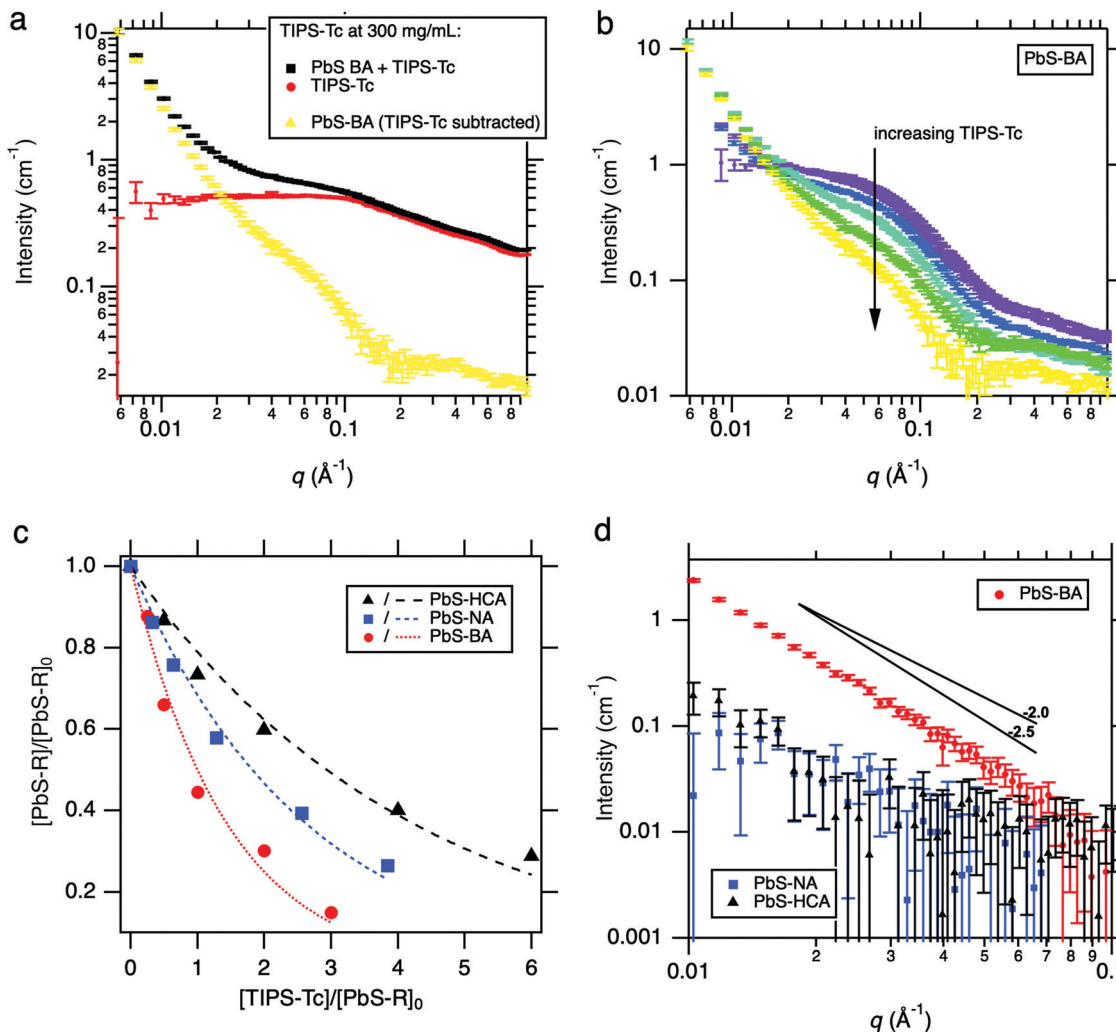 a
TIPS-Tc at 300 mg/mL:
PbS BA + TIPS-Tc
TIPS-Tc
PbS-BA (TIPS-Tc subtracted)
10
8
6
4
2
1
8
6
4
2
0.1
8
6
4
2
Intensity (cm⁻¹)
6 8 0.01 2 4 6 8 0.1 2 4 6 8
q (Å⁻¹)
b
PbS-BA
increasing TIPS-Tc
10
1
0.1
0.01
Intensity (cm⁻¹)
6 8 0.01 2 4 6 8 0.1 2 4 6 8
q (Å⁻¹)
c
/ PbS-HCA
/ PbS-NA
/ PbS-BA
1.0
0.8
0.6
0.4
0.2
[PbS-R]/[PbS-R]₀
0 1 2 3 4 5 6
[TIPS-Tc]/[PbS-R]₀
d
PbS-BA
-2.0
-2.5
PbS-NA
PbS-HCA
1
0.1
0.01
0.001
Intensity (cm⁻¹)
0.01 2 3 4 5 6 7 8 9 0.1
q (Å⁻¹)